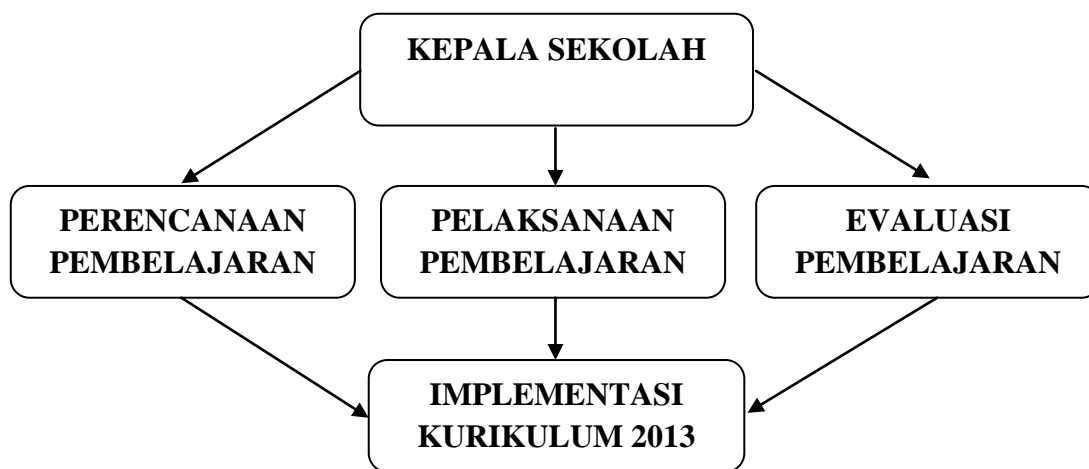 KEPALA SEKOLAH
PERENCANAAN
PEMBELAJARAN
PELAKSANAAN
PEMBELAJARAN
EVALUASI
PEMBELAJARAN
IMPLEMENTASI
KURIKULUM 2013